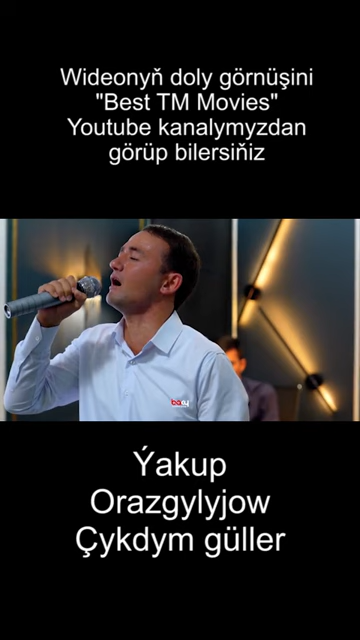 Wideonyň doly görnüşini
"Best TM Movies"
Youtube kanalymyzdan
görüp bilersiňiz
Ýakup
Orazgylyjow
Çykdym güller